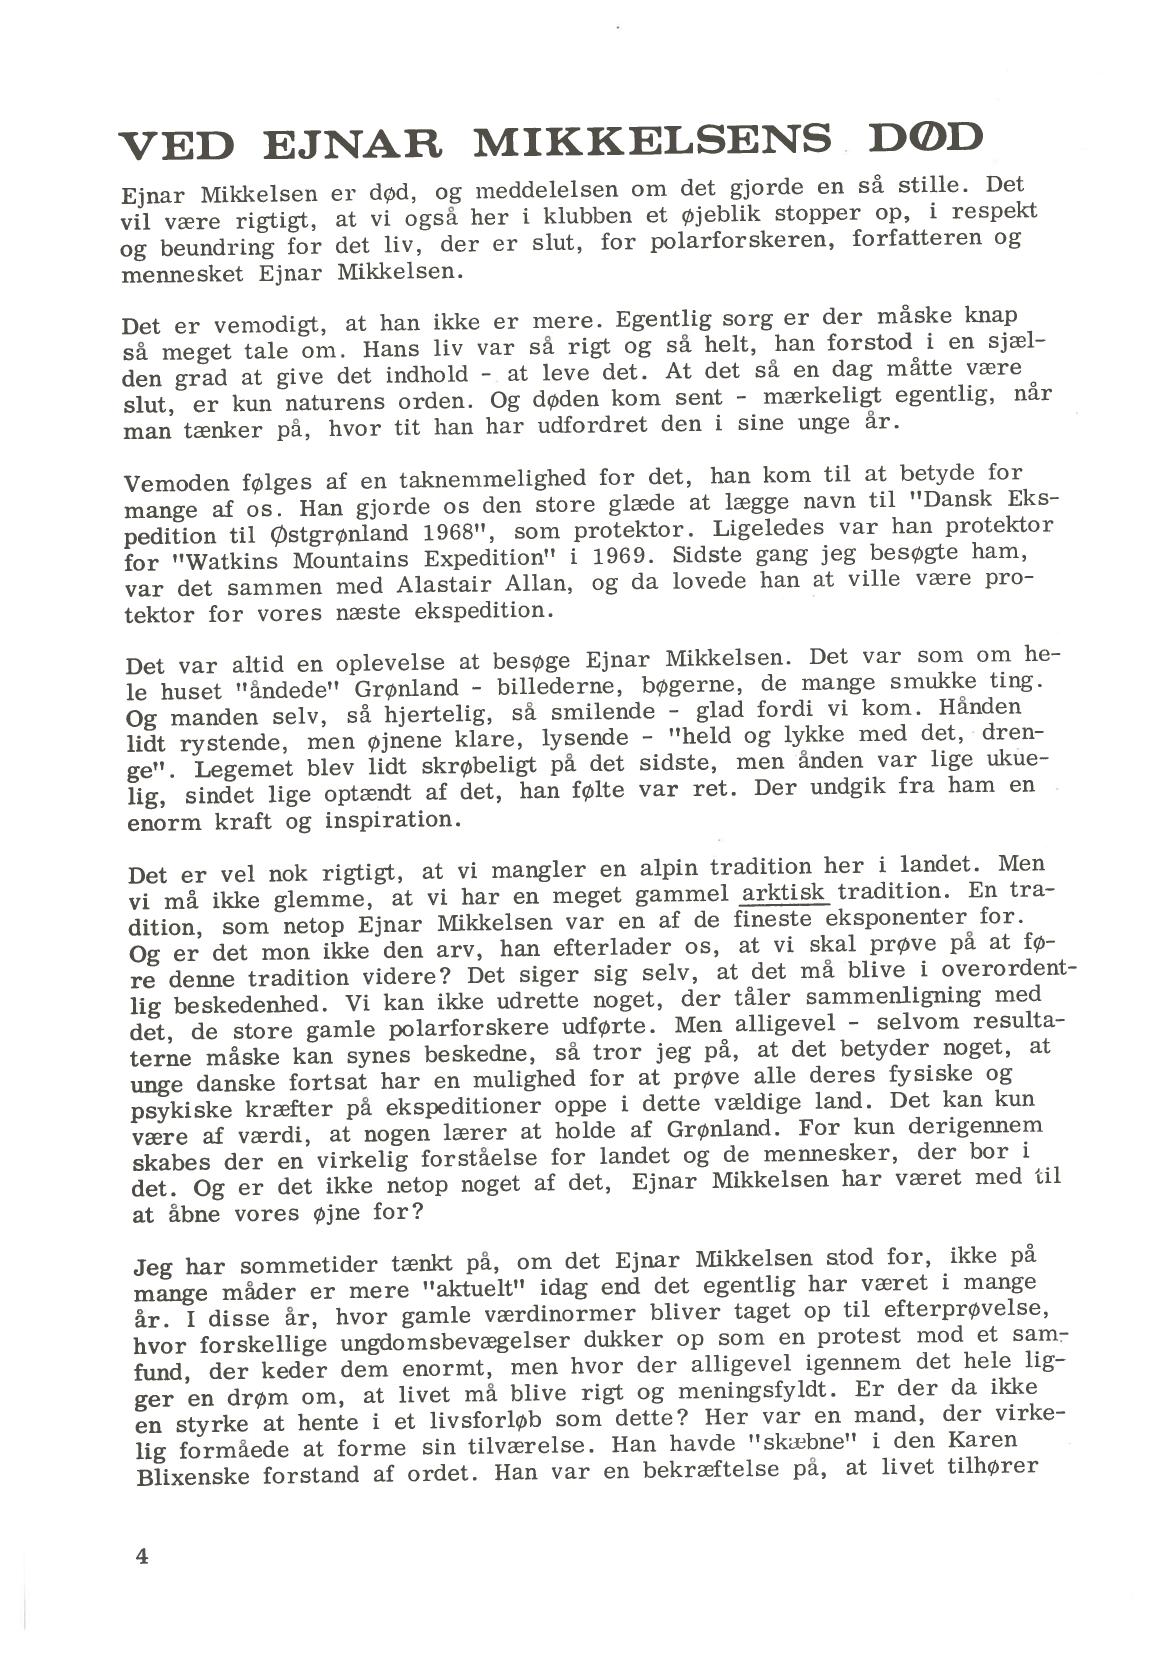 VED EJNAR MIKKELSENS DØD
Ejnar Mikkelsen er død, og meddelelsen om det gjorde en så stille. Det
vil være rigtigt, at vi også her i klubben et øjeblik stopper op, i respekt
og beundring for det liv, der er slut, for polarforskeren, forfatteren og
mennesket Ejnar Mikkelsen.
Det er vemodigt, at han ikke er mere. Egentlig sorg er der måske knap
så meget tale om. Hans liv var så rigt og så helt, han forstod i en sjæl-
den grad at give det indhold - at leve det. At det så en dag måtte være
slut, er kun naturens orden. Og døden kom sent - mærkeligt egentlig, når
man tænker på, hvor tit han har udfordret den i sine unge år.
Vemoden følges af en taknemmelighed for det, han kom til at betyde for
mange af os. Han gjorde os den store glæde at lægge navn til "Dansk Eks-
pedition til Østgrønland 1968", som protektor. Ligeledes var han protektor
for "Watkins Mountains Expedition" i 1969. Sidste gang jeg besøgte ham,
var det sammen med Alastair Allan, og da lovede han at ville være pro-
tektor for vores næste ekspedition.
Det var altid en oplevelse at besøge Ejnar Mikkelsen. Det var som om he-
le huset "åndede" Grønland - billederne, bøgerne, de mange smukke ting.
Og manden selv, så hjertelig, så smilende - glad fordi vi kom. Hånden
lidt rystende, men øjnene klare, lysende - "held og lykke med det, dren-
ge". Legemet blev lidt skrøbeligt på det sidste, men ånden var lige ukue-
lig, sindet lige optændt af det, han følte var ret. Der undgik fra ham en
enorm kraft og inspiration.
Det er vel nok rigtigt, at vi mangler en alpin tradition her i landet. Men
vi må ikke glemme, at vi har en meget gammel arktisk tradition. En tra-
dition, som netop Ejnar Mikkelsen var en af de fineste eksponenter for.
Og er det mon ikke den arv, han efterlader os, at vi skal prøve på at fø-
re denne tradition videre? Det siger sig selv, at det må blive i overordent-
lig beskedenhed. Vi kan ikke udrette noget, der tåler sammenligning med
det, de store gamle polarforskere udførte. Men alligevel - selvom resulta-
terne måske kan synes beskedne, så tror jeg på, at det betyder noget, at
unge danske fortsat har en mulighed for at prøve alle deres fysiske og
psykiske kræfter på ekspeditioner oppe i dette vældige land. Det kan kun
være af værdi, at nogen lærer at holde af Grønland. For kun derigennem
skabes der en virkelig forståelse for landet og de mennesker, der bor i
det. Og er det ikke netop noget af det, Ejnar Mikkelsen har været med til
at åbne vores øjne for?
Jeg har sommetider tænkt på, om det Ejnar Mikkelsen stod for, ikke på
mange måder er mere "aktuelt" idag end det egentlig har været i mange
år. I disse år, hvor gamle værdinormer bliver taget op til efterprøvelse,
hvor forskellige ungdomsbevægelser dukker op som en protest mod et sam-
fund, der keder dem enormt, men hvor der alligevel igennem det hele lig-
ger en drøm om, at livet må blive rigt og meningsfyldt. Er der da ikke
en styrke at hente i et livsforløb som dette? Her var en mand, der virke-
lig formåede at forme sin tilværelse. Han havde "skæbne" i den Karen
Blixenske forstand af ordet. Han var en bekræftelse på, at livet tilhører
4